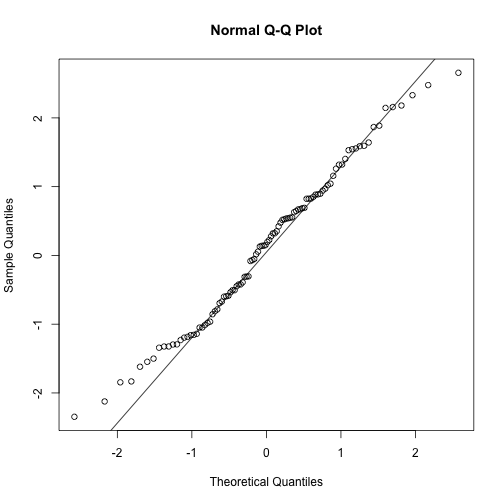 Normal Q-Q Plot
Sample Quantiles
2
1
0
-1
-2
-2 -1 0 1 2
Theoretical Quantiles